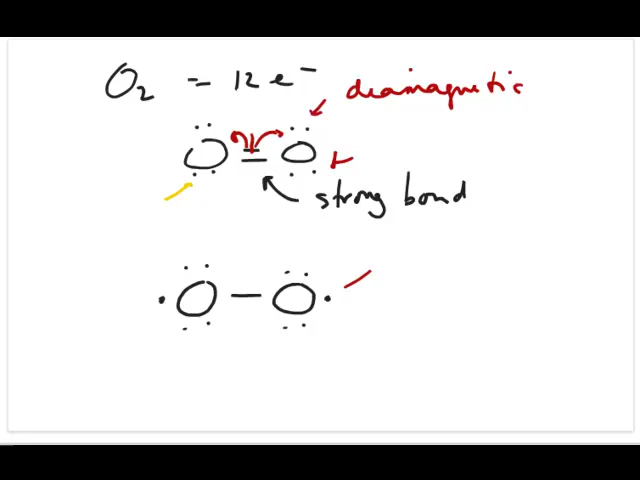 O₂ = 12 e⁻
diamagnetic
O = O
strong bond
O - O